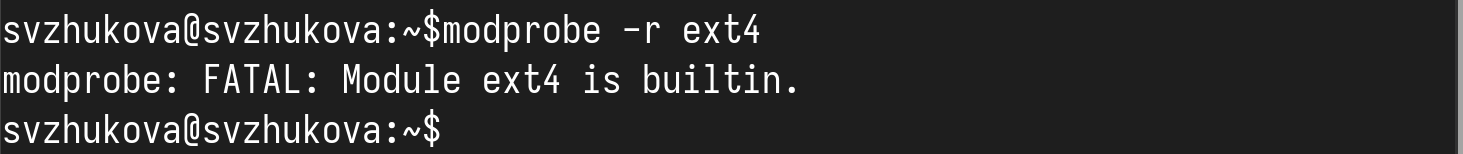 svzhukova@svzhukova:~$modprobe -r ext4
modprobe: FATAL: Module ext4 is builtin.
svzhukova@svzhukova:~$